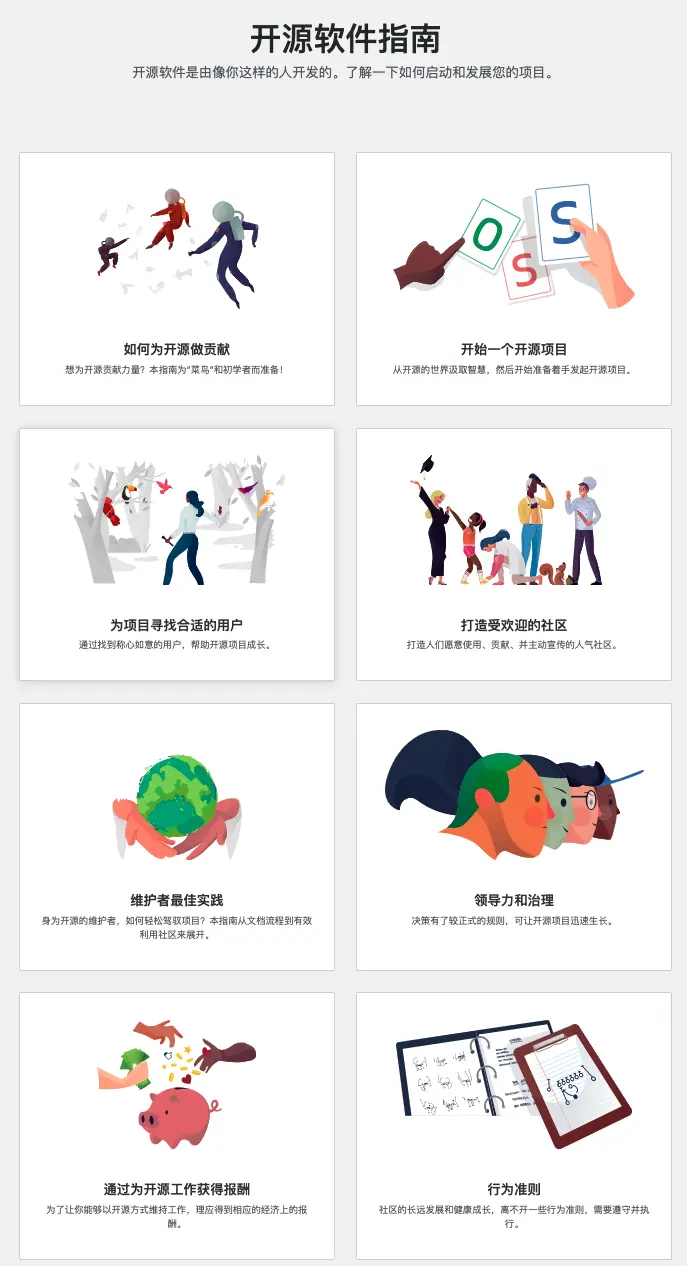 开源软件指南
开源软件是由像你这样的人开发的。了解一下如何启动和发展您的项目。
O
S
S
如何为开源做贡献
想为开源贡献力量？本指南为“菜鸟”和初学者而准备！
开始一个开源项目
从开源的世界汲取智慧，然后开始准备着手发起开源项目。
为项目寻找合适的用户
通过找到称心如意的用户，帮助开源项目成长。
打造受欢迎的社区
打造人们愿意使用、贡献、并主动宣传的人气社区。
维护者最佳实践
身为开源的维护者，如何轻松驾驭项目？本指南从文档流程到有效
利用社区来展开。
领导力和治理
决策有了较正式的规则，可让开源项目迅速生长。
通过为开源工作获得报酬
为了让你能够以开源方式维持工作，理应得到相应的经济上的报
酬。
行为准则
社区的长远发展和健康成长，离不开一些行为准则，需要遵守并执
行。